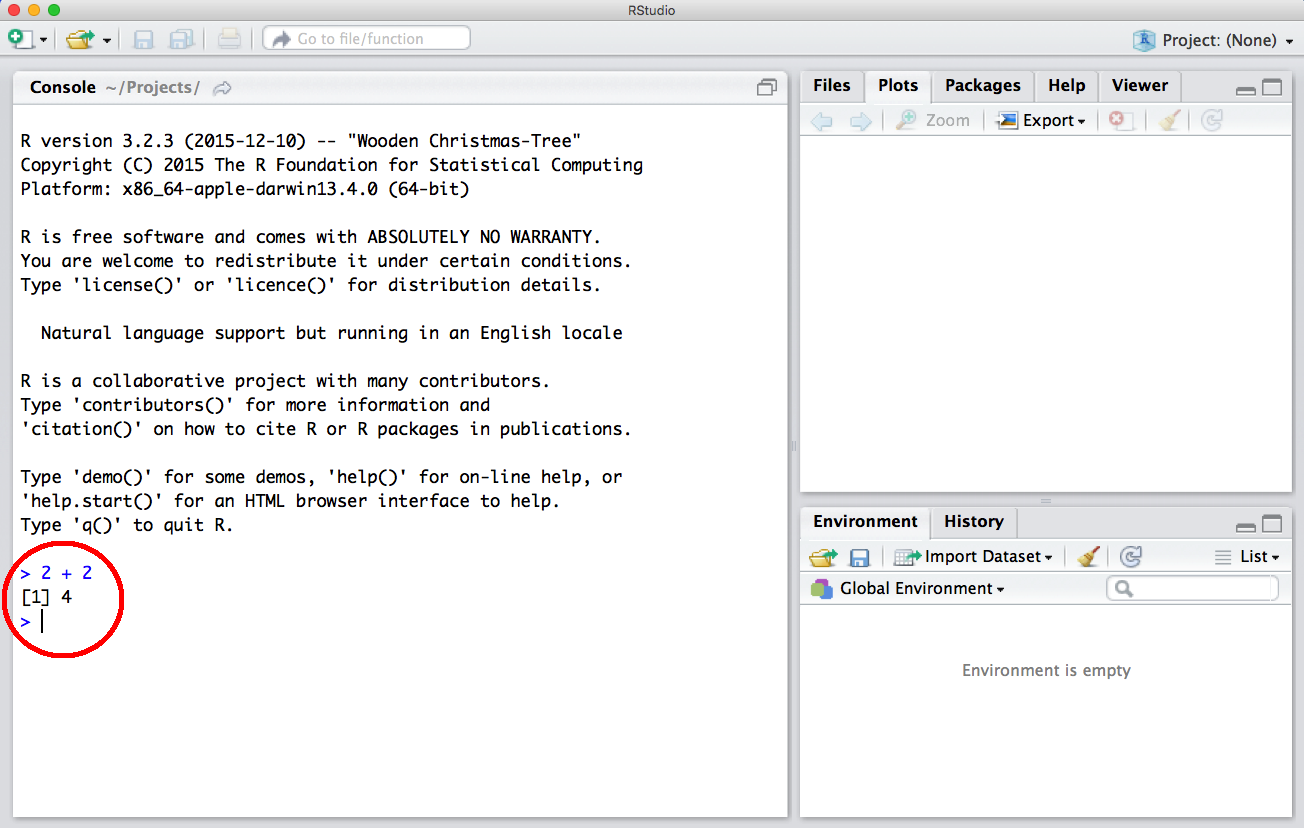 RStudio
Go to file/function
Project: (None)
Console ~/Projects/
R version 3.2.3 (2015-12-10) -- "Wooden Christmas-Tree"
Copyright (C) 2015 The R Foundation for Statistical Computing
Platform: x86_64-apple-darwin13.4.0 (64-bit)
R is free software and comes with ABSOLUTELY NO WARRANTY.
You are welcome to redistribute it under certain conditions.
Type 'license()' or 'licence()' for distribution details.
Natural language support but running in an English locale
R is a collaborative project with many contributors.
Type 'contributors()' for more information and
'citation()' on how to cite R or R packages in publications.
Type 'demo()' for some demos, 'help()' for on-line help, or
'help.start()' for an HTML browser interface to help.
Type 'q()' to quit R.
> 2 + 2
[1] 4
>
Files Plots Packages Help Viewer
Zoom Export
Environment History
Import Dataset List
Global Environment
Environment is empty